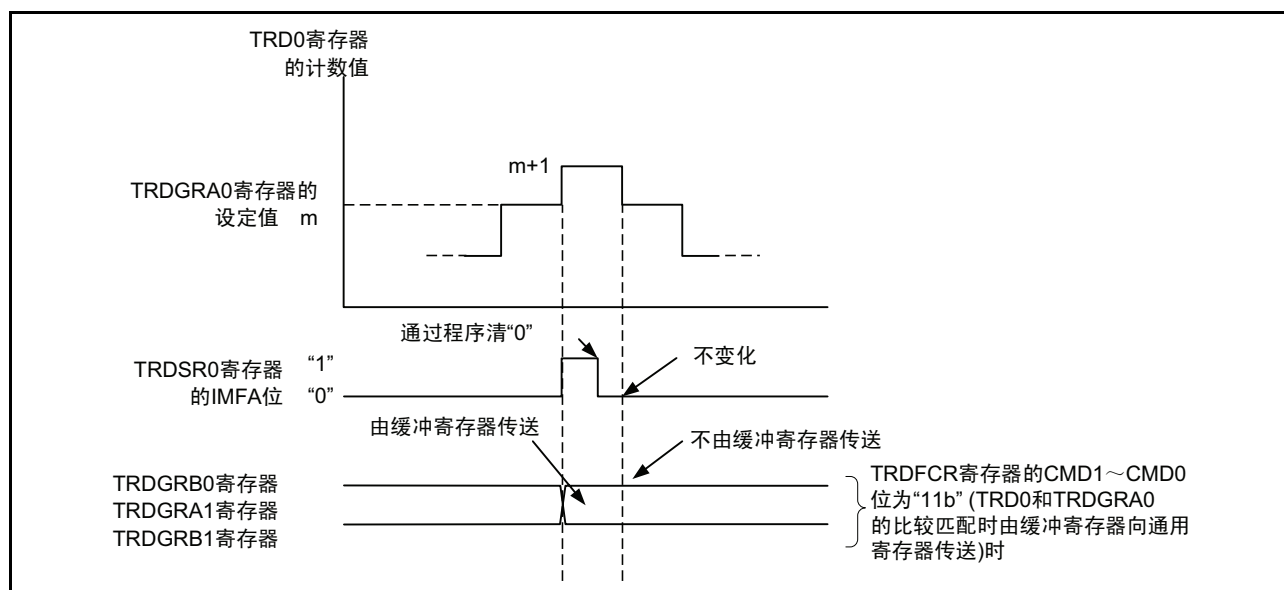 TRD0寄存器
的计数值
m+1
TRDGRA0寄存器的
设定值 m
通过程序清“0”
不变化
TRDSR0寄存器 “1”
的IMFA位 “0”
由缓冲寄存器传送
不由缓冲寄存器传送
TRDGRB0寄存器
TRDGRA1寄存器
TRDGRB1寄存器
TRDFCR寄存器的CMD1～CMD0
位为“11b” (TRD0和TRDGRA0
的比较匹配时由缓冲寄存器向通用
寄存器传送)时